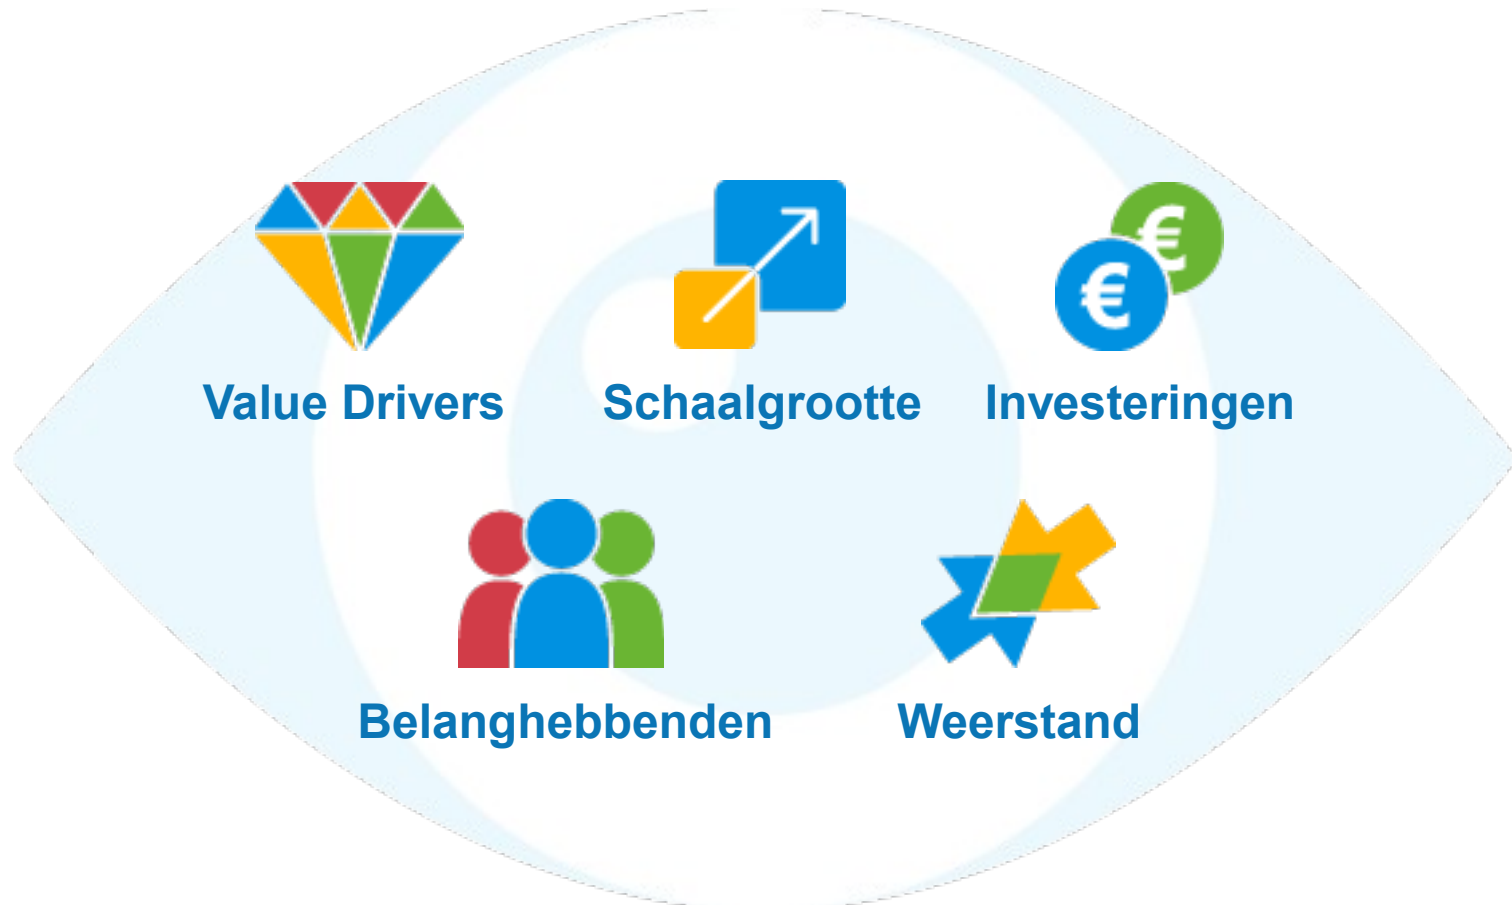 €
€
Value Drivers
Schaalgrootte
Investeringen
Belanghebbenden
Weerstand